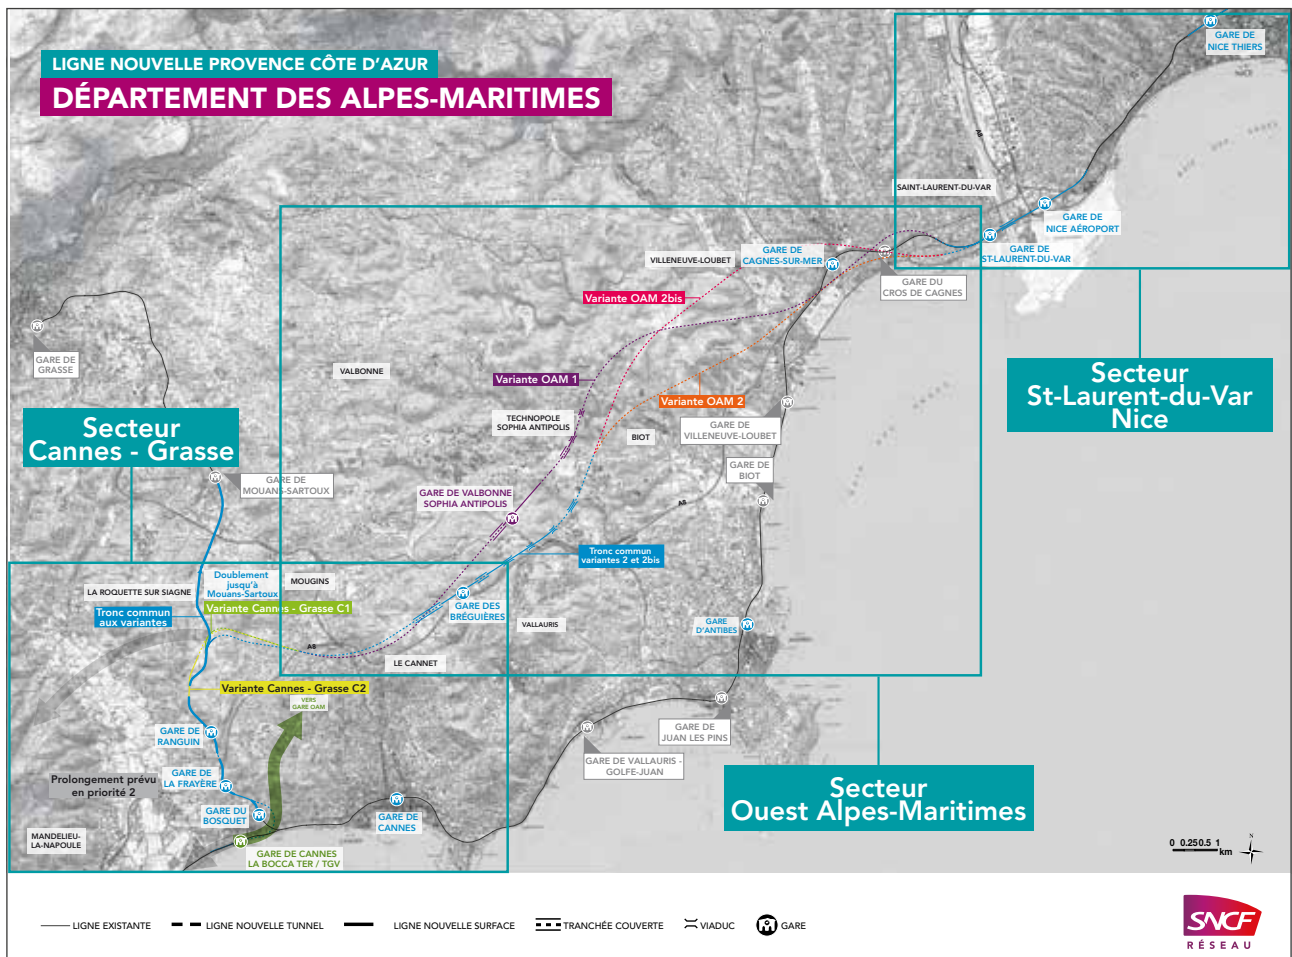 LIGNE NOUVELLE PROVENCE CÔTE D'AZUR
DÉPARTEMENT DES ALPES-MARITIMES
GARE DE
NICE THIERS
A8
SAINT-LAURENT-DU-VAR
GARE DE
NICE AÉROPORT
GARE DE
ST-LAURENT-DU-VAR
GARE DE
CAGNES-SUR-MER
VILLENEUVE-LOUBET
GARE DU
CROS DE CAGNES
Variante OAM 2bis
GARE DE
GRASSE
VALBONNE
Variante OAM 1
Variante OAM 2
Secteur
St-Laurent-du-Var
Nice
Secteur
Cannes - Grasse
TECHNOPOLE
SOPHIA ANTIPOLIS
BIOT
GARE DE
VILLENEUVE-LOUBET
GARE DE
BIOT
GARE DE
MOUANS-SARTOUX
GARE DE VALBONNE
SOPHIA ANTIPOLIS
A8
Tronc commun
variantes 2 et 2bis
Doublement
jusqu'à
Mouans-Sartoux
MOUGINS
LA ROQUETTE SUR SIAGNE
Variante Cannes - Grasse C1
Tronc commun
aux variantes
GARE DES
BRÉGUIÈRES
VALLAURIS
GARE
D'ANTIBES
A8
LE CANNET
Variante Cannes - Grasse C2
VERS
GARE OAM
GARE DE
RANGUIN
GARE DE
JUAN LES PINS
GARE DE VALLAURIS -
GOLFE-JUAN
Prolongement prévu
en priorité 2
GARE DE
LA FRAYÈRE
GARE DU
BOSQUET
GARE DE
CANNES
Secteur
Ouest Alpes-Maritimes
MANDELIEU-
LA-NAPOULE
GARE DE CANNES
LA BOCCA TER / TGV
0 0.25 0.5 1
km
N
LIGNE EXISTANTE
LIGNE NOUVELLE TUNNEL
LIGNE NOUVELLE SURFACE
TRANCHÉE COUVERTE
VIADUC
GARE
SNCF
RÉSEAU